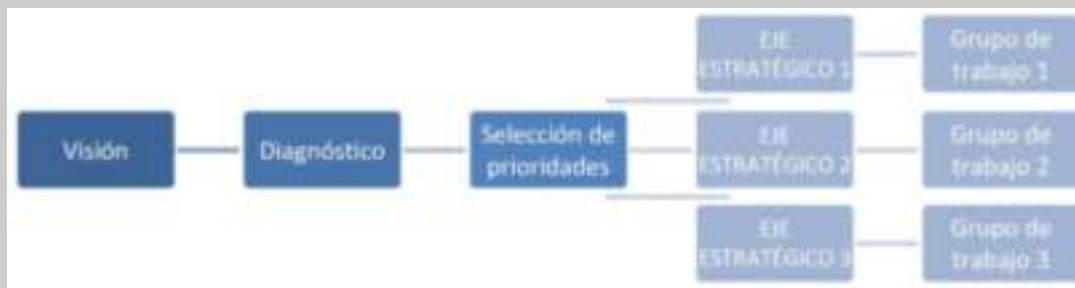 Visión
Diagnóstico
Selección de
prioridades
EJE
ESTRATÉGICO 1
Grupo de
trabajo 1
EJE
ESTRATÉGICO 2
Grupo de
trabajo 2
EJE
ESTRATÉGICO 3
Grupo de
trabajo 3